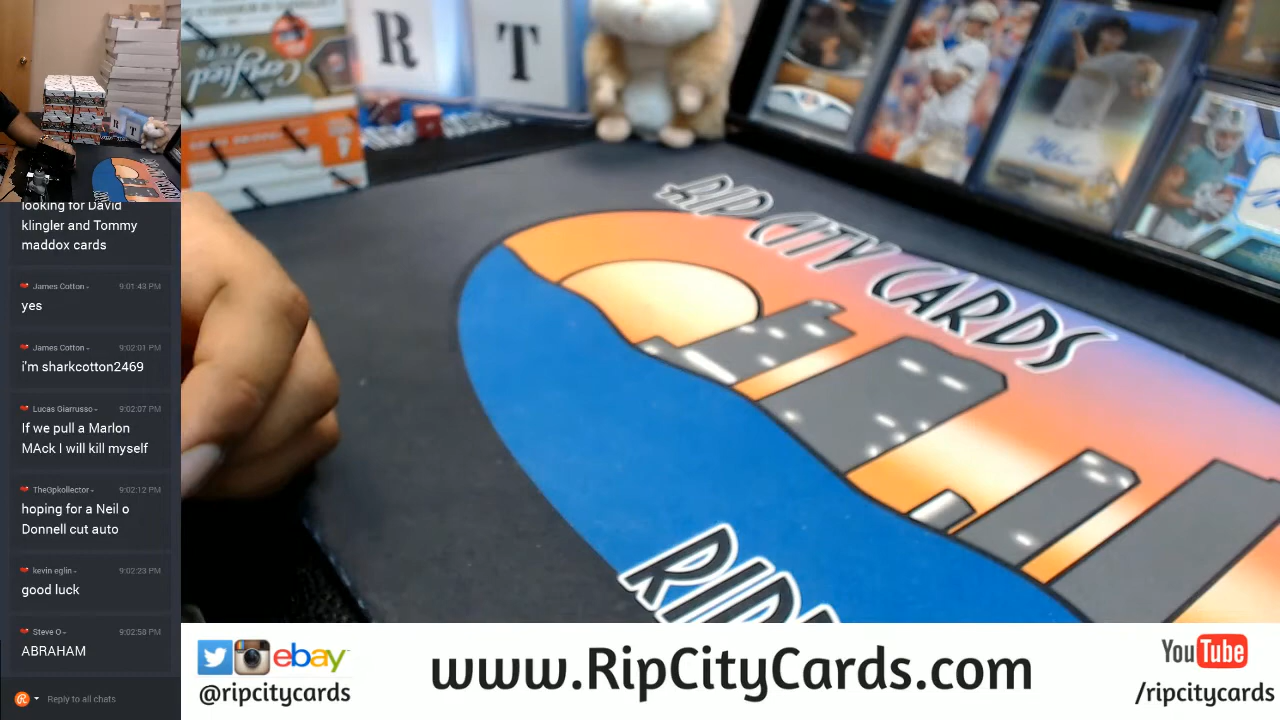 looking for David
klingler and Tommy
maddox cards
James Cotton
9:01:43 PM
yes
James Cotton
9:02:01 PM
i'm sharkcotton2469
Lucas Giarrusso
9:02:07 PM
If we pull a Marlon
MAck I will kill myself
TheGpkollector
9:02:12 PM
hoping for a Neil o
Donnell cut auto
kevin eglin
9:02:23 PM
good luck
Steve O
9:02:58 PM
ABRAHAM
Reply to all chats
R T
Certified
RIP CITY CARDS
ebay
@ripcitycards
www.RipCityCards.com
YouTube
/ripcitycards